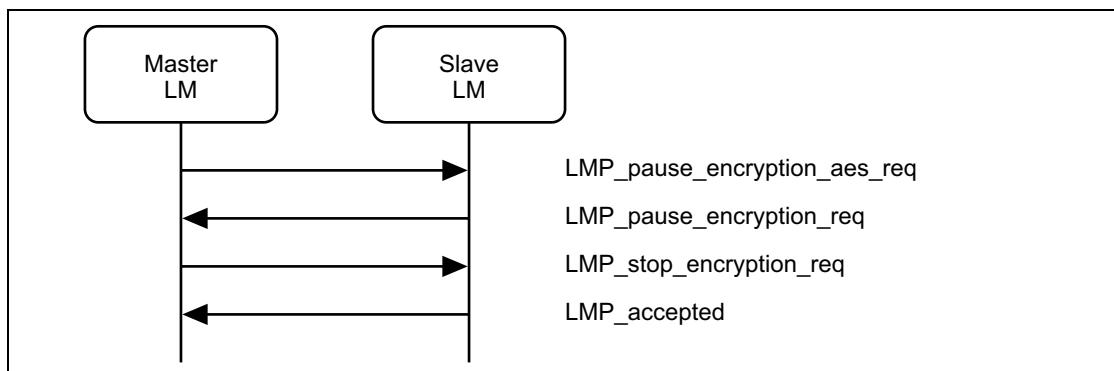 Master
LM
Slave
LM
LMP_pause_encryption_aes_req
LMP_pause_encryption_req
LMP_stop_encryption_req
LMP_accepted